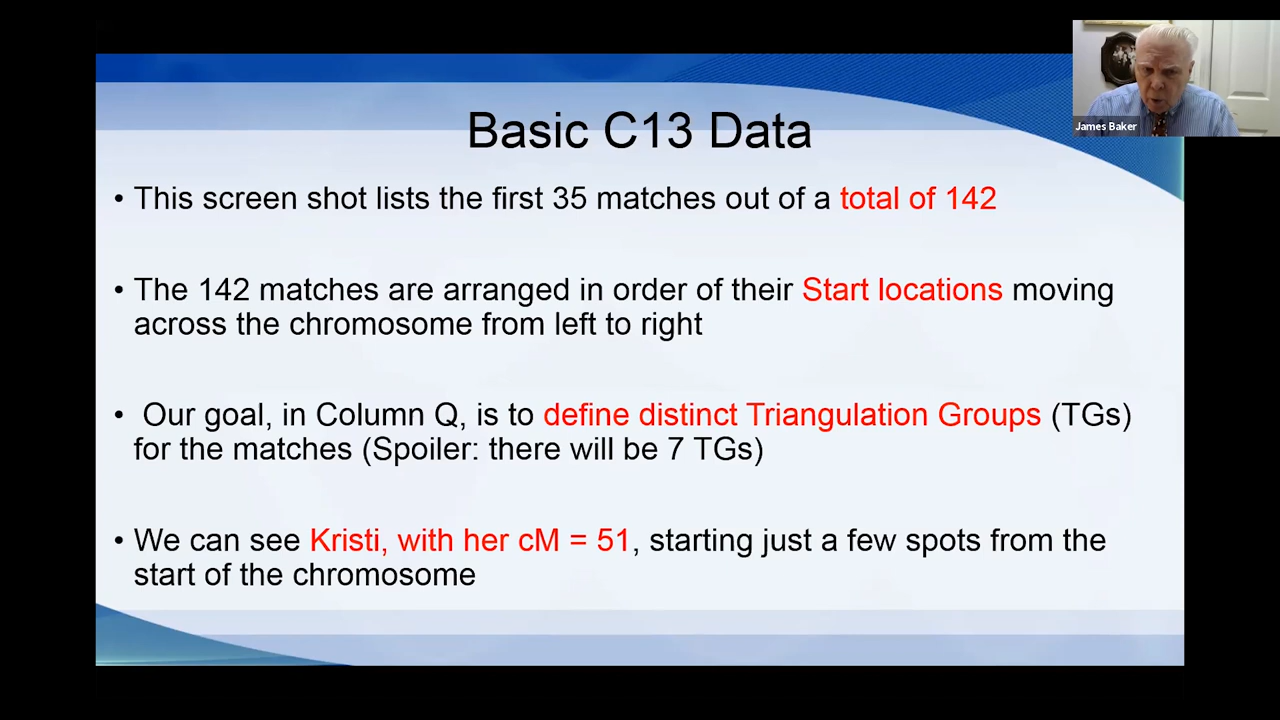 Basic C13 Data
• This screen shot lists the first 35 matches out of a total of 142
• The 142 matches are arranged in order of their Start locations moving
across the chromosome from left to right
• Our goal, in Column Q, is to define distinct Triangulation Groups (TGs)
for the matches (Spoiler: there will be 7 TGs)
• We can see Kristi, with her cM = 51, starting just a few spots from the
start of the chromosome
James Baker